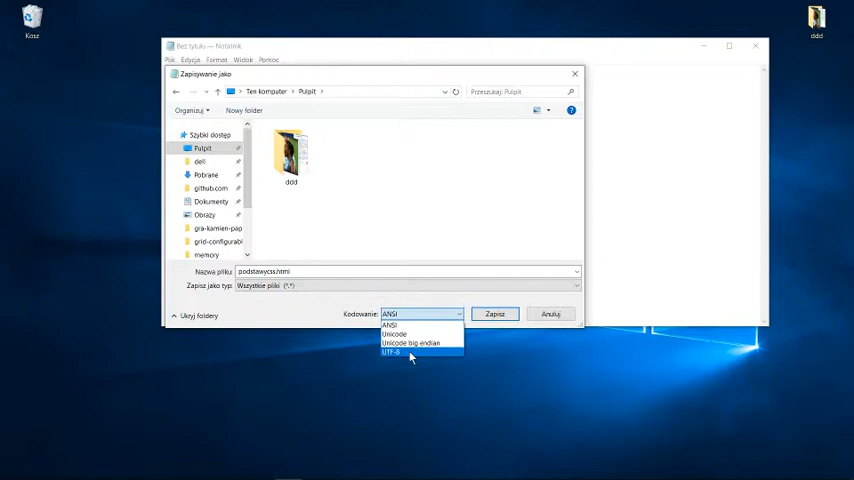 Kosz
ddd
Bez tytułu — Notatnik
Plik Edycja Format Widok Pomoc
Zapisywanie jako
Ten komputer > Pulpit >
Przeszukaj: Pulpit
Organizuj
Nowy folder
Szybki dostęp
Pulpit
dell
Pobrane
github.com
Dokumenty
Obrazy
gra-kamien-pap
grid-configurabl
memory
ddd
Nazwa pliku: podstawycss.html
Zapisz jako typ: Wszystkie pliki (*.*)
Ukryj foldery
Kodowanie: ANSI
Zapisz
Anuluj
ANSI
Unicode
Unicode big endian
UTF-8